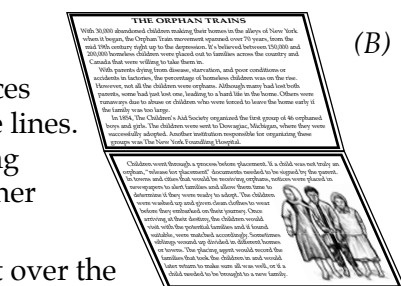 THE ORPHAN TRAINS
With 30,000 abandoned children making their homes in the alleys of New York
when it began, the Orphan Train movement spanned over 70 years, from the
mid 19th century right up to the depression. It's believed between 150,000 and
200,000 homeless children were placed out to families across the country and
Canada that were willing to take them in.
With parents dying from disease, starvation, and poor conditions or
accidents in factories, the percentage of homeless children was on the rise.
However, not all the children were orphans. Although many had lost both
parents, some had just lost one, leading to a hard life in the home. Others were
runaways due to abuse or children who were forced to leave the home early if
the family was too large.
In 1854, The Children's Aid Society organized the first group of 46 orphaned
boys and girls. The children were sent to Dowagiac, Michigan, where they were
successfully adopted. Another institution responsible for organizing these
groups was The New York Foundling Hospital.
Children went through a process before placement. If a child was not truly an
orphan, "release for placement" documents needed to be signed by the parent.
In towns and cities that would be receiving orphans, notices were placed in
newspapers to alert families and allow them time to
determine if they were ready to adopt. The children
were washed up and given clean clothes to wear
before they embarked on their journey. Once
arriving at their destiny, the children would
visit with the potential families and if found
suitable, were matched accordingly. Sometimes
siblings wound up divided in different homes
or towns. The placing agent would record the
families that took the children in and would
later return to make sure all was well, or if a
child needed to be brought to a new family.
(B)
ces
e lines.
g
her
t over the